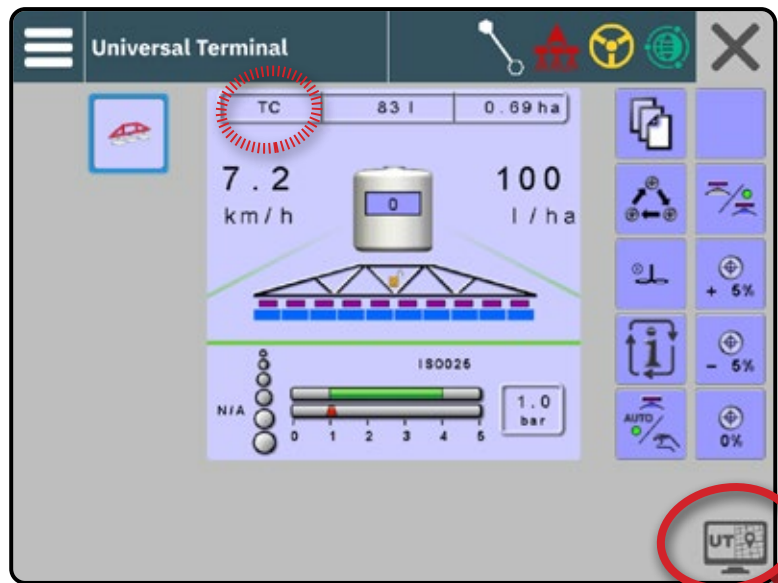 Universal Terminal
TC 83 l 0.69 ha
7.2 100
km/h l/ha
0
+ 5%
ISO026
i
- 5%
N/A
1.0
bar
0 1 2 3 4 5
AUTO
0%
UT